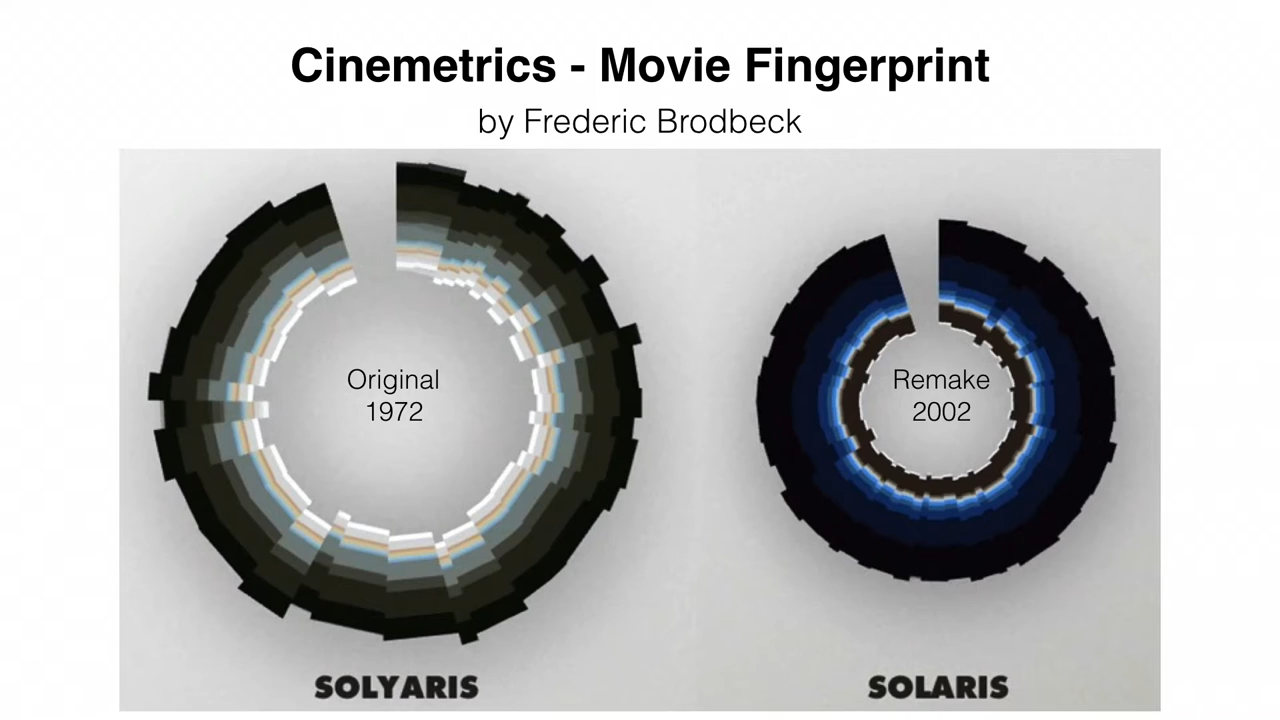 Cinemetrics - Movie Fingerprint
by Frederic Brodbeck
Original
1972
SOLYARIS
Remake
2002
SOLARIS